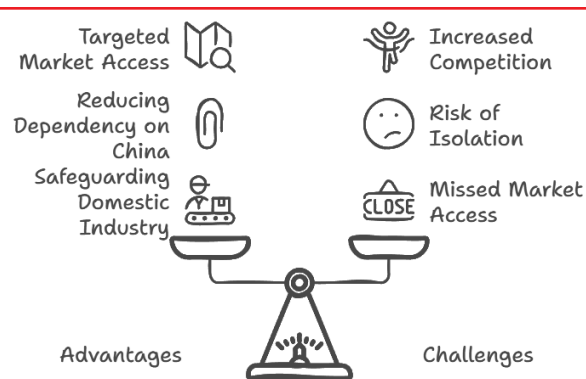 Targeted
Market Access
Reducing
Dependency on
China
Safeguarding
Domestic
Industry
Increased
Competition
Risk of
Isolation
CLOSE
Missed Market
Access
Advantages
Challenges